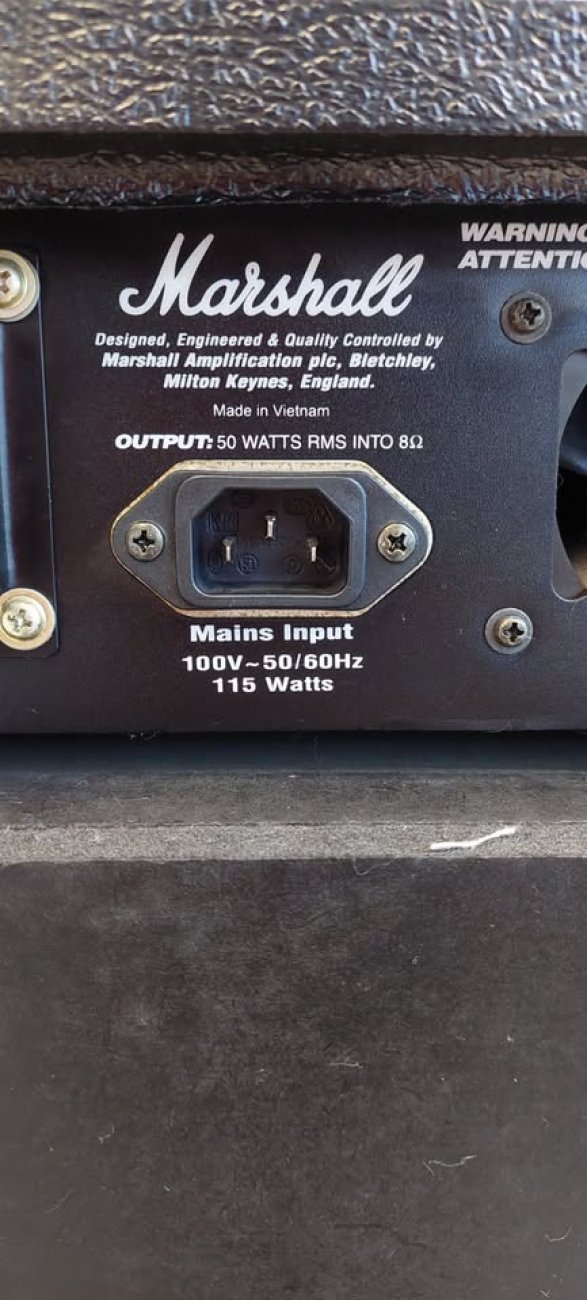 Marshall
WARNING
ATTENTIO
Designed, Engineered & Quality Controlled by
Marshall Amplification plc, Bletchley,
Milton Keynes, England.
Made in Vietnam
OUTPUT: 50 WATTS RMS INTO 8Ω
Mains Input
100V~50/60Hz
115 Watts